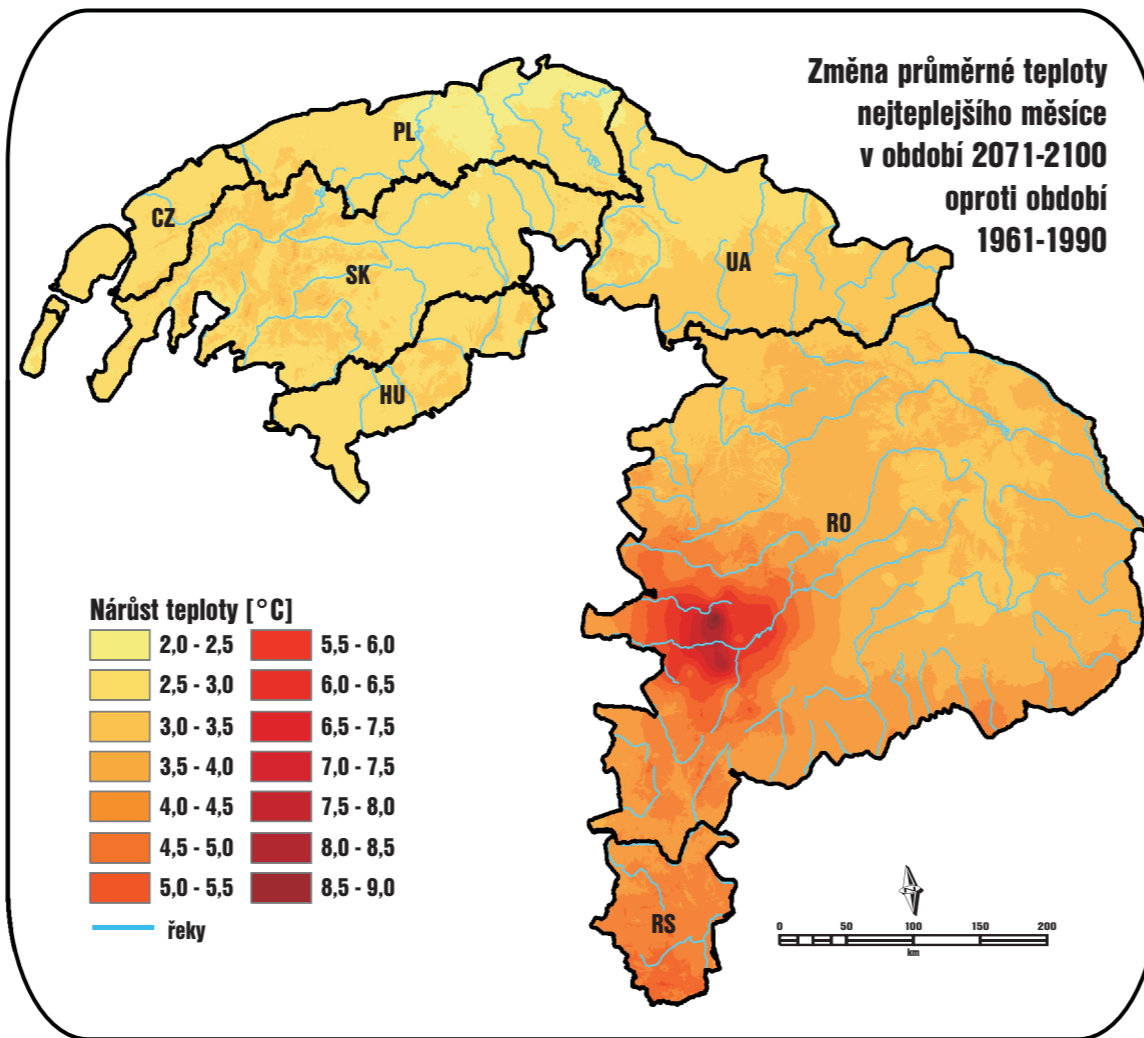 Změna průměrné teploty
nejteplejšího měsíce
v období 2071-2100
oproti období
1961-1990
PL
CZ
SK
UA
HU
RO
RS
Nárůst teploty [°C]
2,0 - 2,5
2,5 - 3,0
3,0 - 3,5
3,5 - 4,0
4,0 - 4,5
4,5 - 5,0
5,0 - 5,5
5,5 - 6,0
6,0 - 6,5
6,5 - 7,5
7,0 - 7,5
7,5 - 8,0
8,0 - 8,5
8,5 - 9,0
řeky
0 50 100 150 200
km